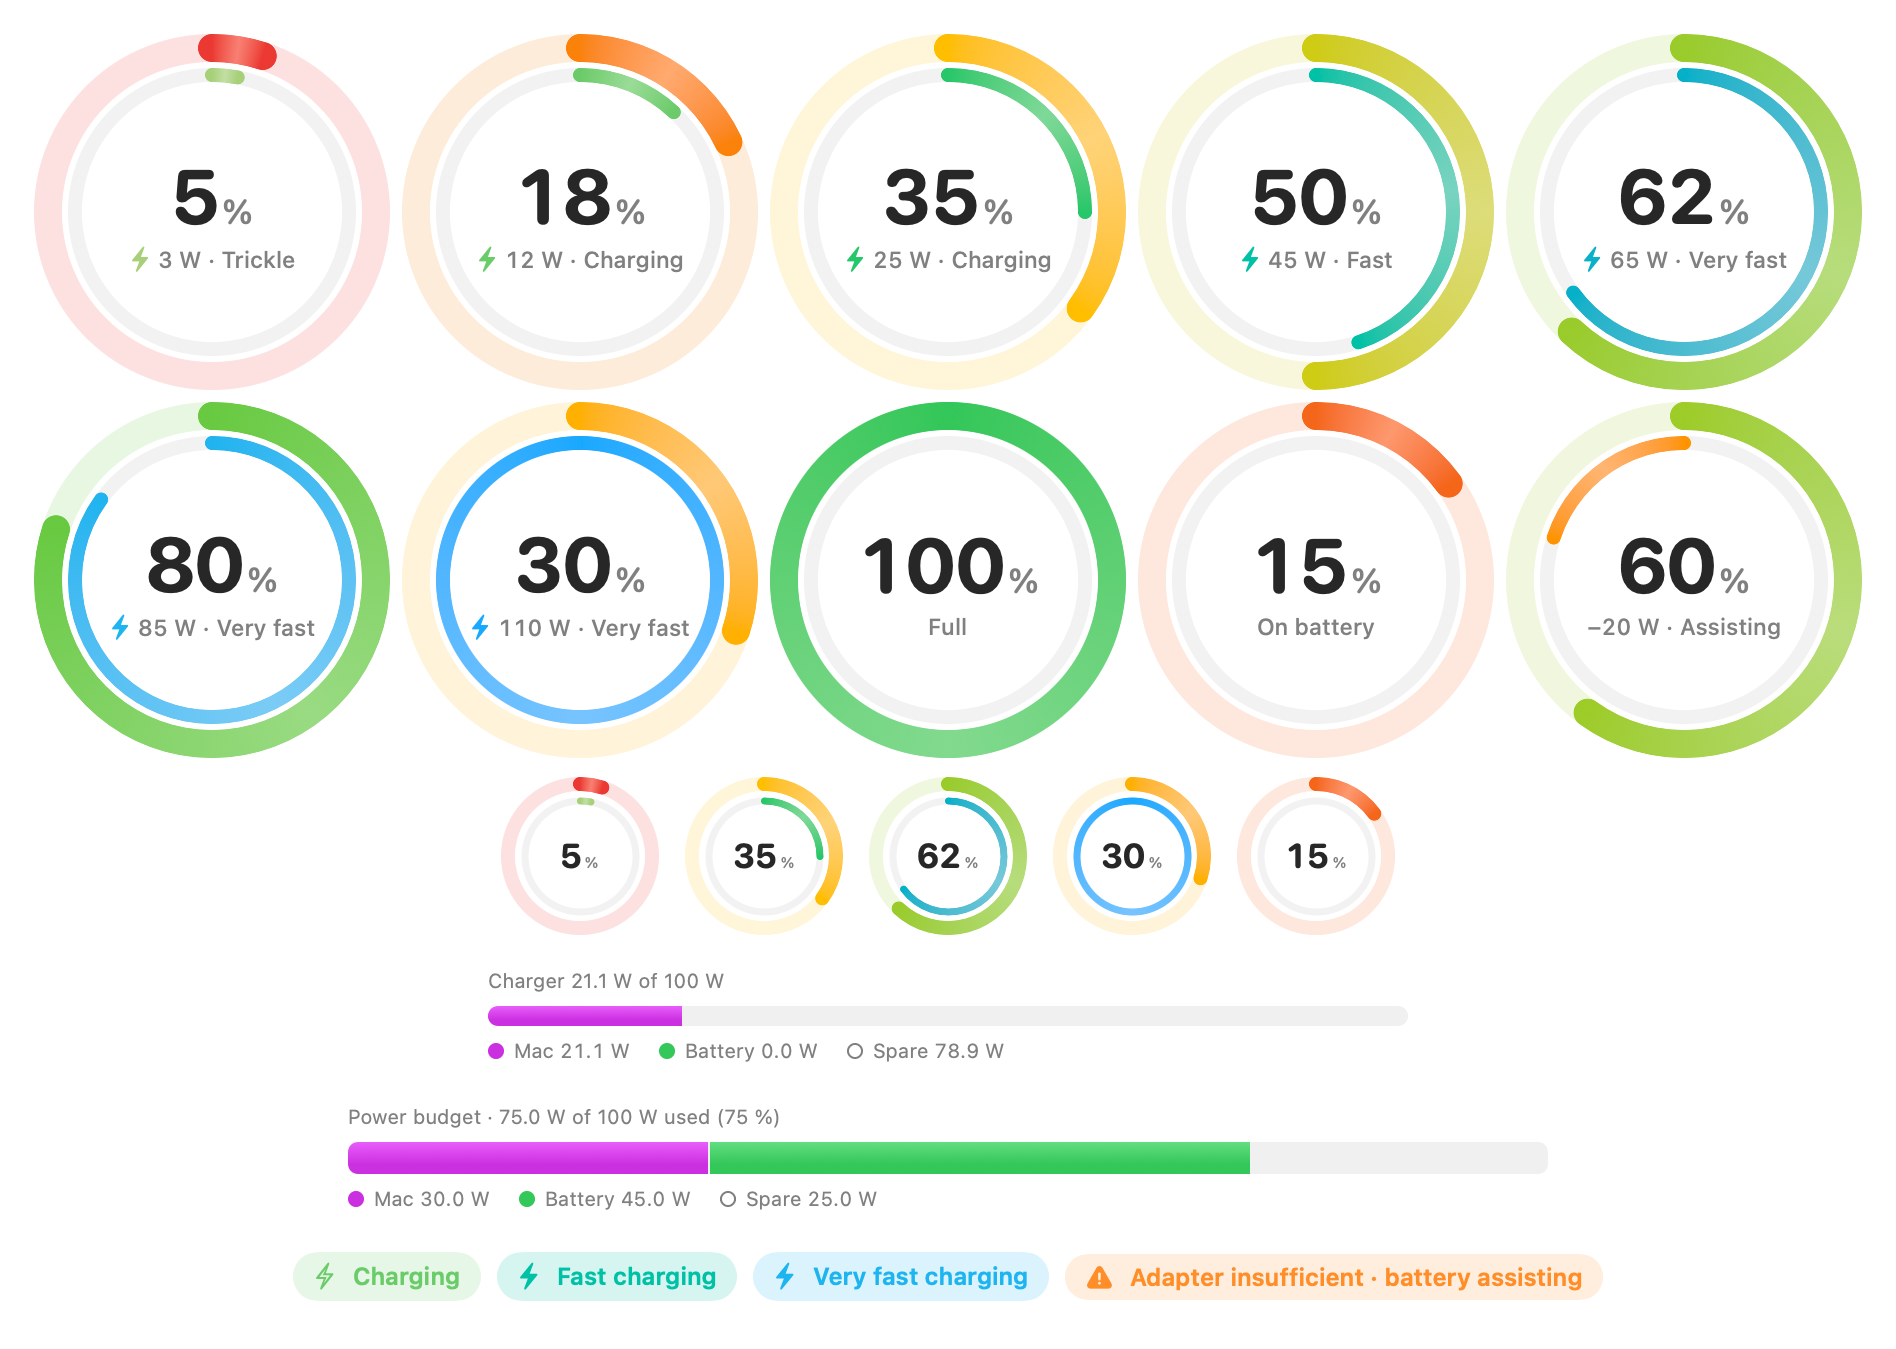 5%
3 W · Trickle
18%
12 W · Charging
35%
25 W · Charging
50%
45 W · Fast
62%
65 W · Very fast
80%
85 W · Very fast
30%
110 W · Very fast
100%
Full
15%
On battery
60%
−20 W · Assisting
5%
35%
62%
30%
15%
Charger 21.1 W of 100 W
Mac 21.1 W Battery 0.0 W Spare 78.9 W
Power budget · 75.0 W of 100 W used (75 %)
Mac 30.0 W Battery 45.0 W Spare 25.0 W
Charging Fast charging Very fast charging Adapter insufficient · battery assisting